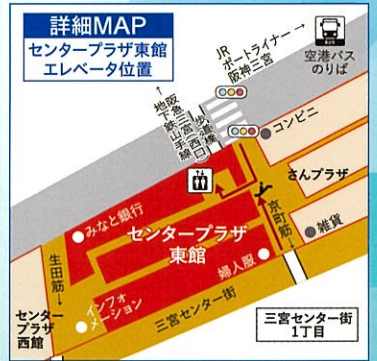 詳細MAP
センタープラザ東館
エレベータ位置
JR
ポートライナー→
阪神三宮
BUS
空港バス
のりば
←阪急三宮(西口)
地下鉄山手線
歩道橋
コンビニ
さんプラザ
みなと銀行
センタープラザ
東館
京町筋→
雑貨
生田筋→
婦人服
インフォ
メーション
センター
プラザ
西館
三宮センター街
三宮センター街
1丁目